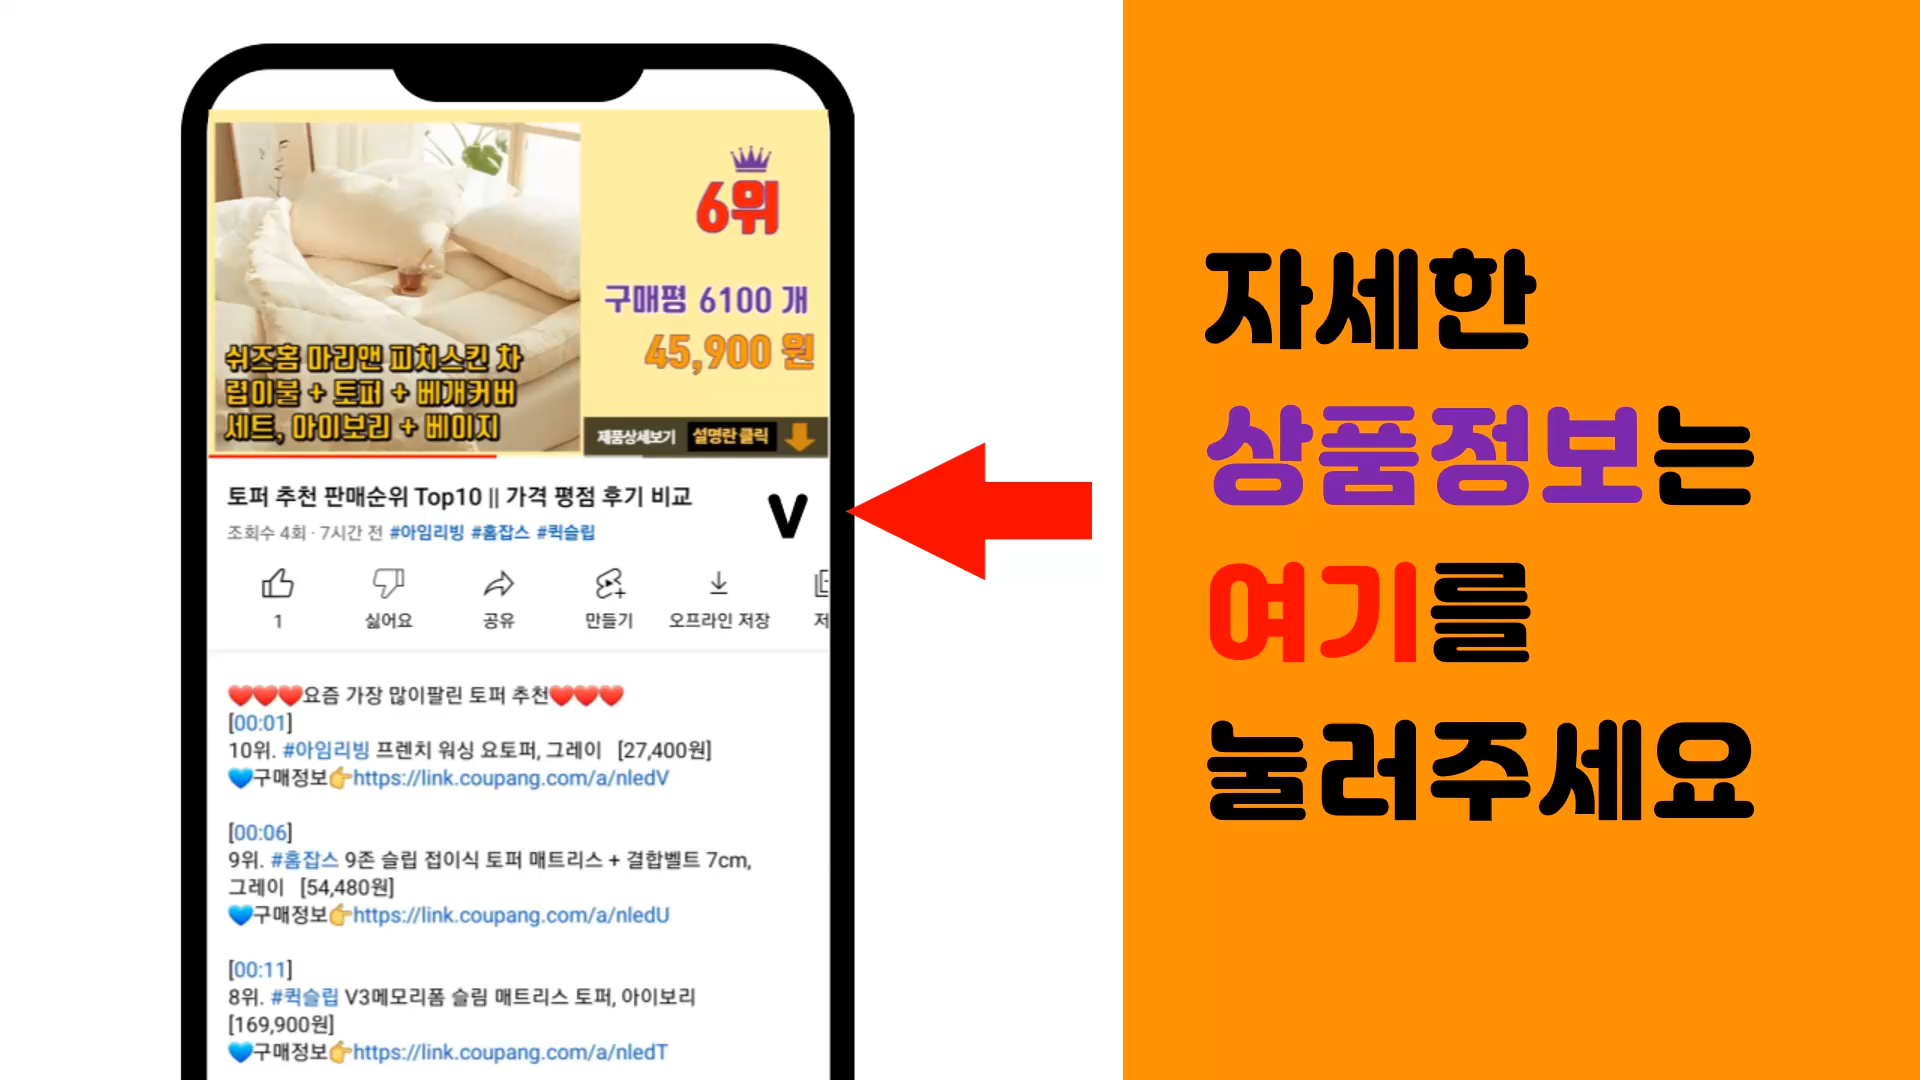 6위
구매평 6100 개
45,900 원
쉬즈홈 마리앤 피치스킨 차
렵이불 + 토퍼 + 베개커버
세트, 아이보리 + 베이지
제품상세보기 설명란 클릭
토퍼 추천 판매순위 Top10 || 가격 평점 후기 비교
V
조회수 4회 · 7시간 전 #아임리빙 #홈잡스 #퀵슬립
1 싫어요 공유 만들기 오프라인 저장 저
❤️❤️❤️요즘 가장 많이팔린 토퍼 추천❤️❤️❤️
[00:01]
10위. #아임리빙 프렌치 워싱 요토퍼, 그레이 [27,400원]
💙구매정보👉https://link.coupang.com/a/nledV
[00:06]
9위. #홈잡스 9존 슬립 접이식 토퍼 매트리스 + 결합벨트 7cm,
그레이 [54,480원]
💙구매정보👉https://link.coupang.com/a/nledU
[00:11]
8위. #퀵슬립 V3메모리폼 슬림 매트리스 토퍼, 아이보리
[169,900원]
💙구매정보👉https://link.coupang.com/a/nledT
자세한
상품정보는
여기를
눌러주세요